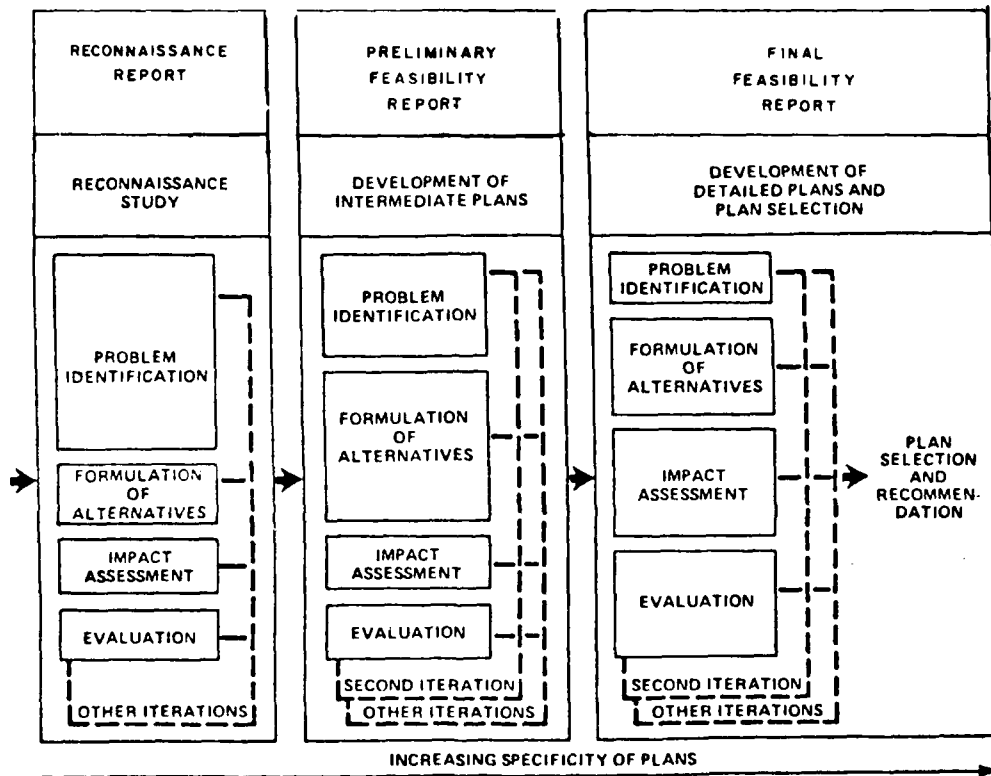 RECONNAISSANCE
REPORT
PRELIMINARY
FEASIBILITY
REPORT
FINAL
FEASIBILITY
REPORT
RECONNAISSANCE
STUDY
DEVELOPMENT OF
INTERMEDIATE PLANS
DEVELOPMENT OF
DETAILED PLANS AND
PLAN SELECTION
PROBLEM
IDENTIFICATION
FORMULATION
OF
ALTERNATIVES
IMPACT
ASSESSMENT
EVALUATION
OTHER ITERATIONS
PROBLEM
IDENTIFICATION
FORMULATION
OF
ALTERNATIVES
IMPACT
ASSESSMENT
EVALUATION
SECOND ITERATION
OTHER ITERATIONS
PROBLEM
IDENTIFICATION
FORMULATION
OF
ALTERNATIVES
IMPACT
ASSESSMENT
EVALUATION
SECOND ITERATION
OTHER ITERATIONS
PLAN
SELECTION
AND
RECOMMEN-
DATION
INCREASING SPECIFICITY OF PLANS